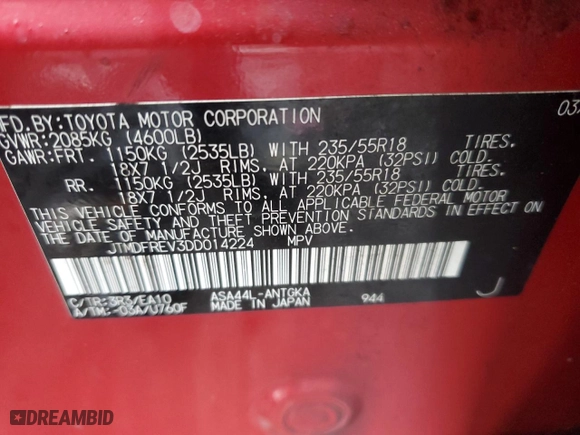 MFD.BY:TOYOTA MOTOR CORPORATION 03/
GVWR:2085KG (4600LB)
GAWR:FRT. 1150KG (2535LB) WITH 235/55R18 TIRES.
18X7 1/2J RIMS. AT 220KPA (32PSI) COLD.
RR. 1150KG (2535LB) WITH 235/55R18 TIRES.
18X7 1/2J RIMS. AT 220KPA (32PSI) COLD.
THIS VEHICLE CONFORMS TO ALL APPLICABLE FEDERAL MOTOR
VEHICLE SAFETY AND THEFT PREVENTION STANDARDS IN EFFECT
ON THE DATE OF MANUFACTURE SHOWN ABOVE.
JTMDFREV3DD014224 MPV
C/TR:3R3/EA10 ASA44L-ANTGKA 944 J
A/TM:-03A/U760F MADE IN JAPAN
DREAMBID